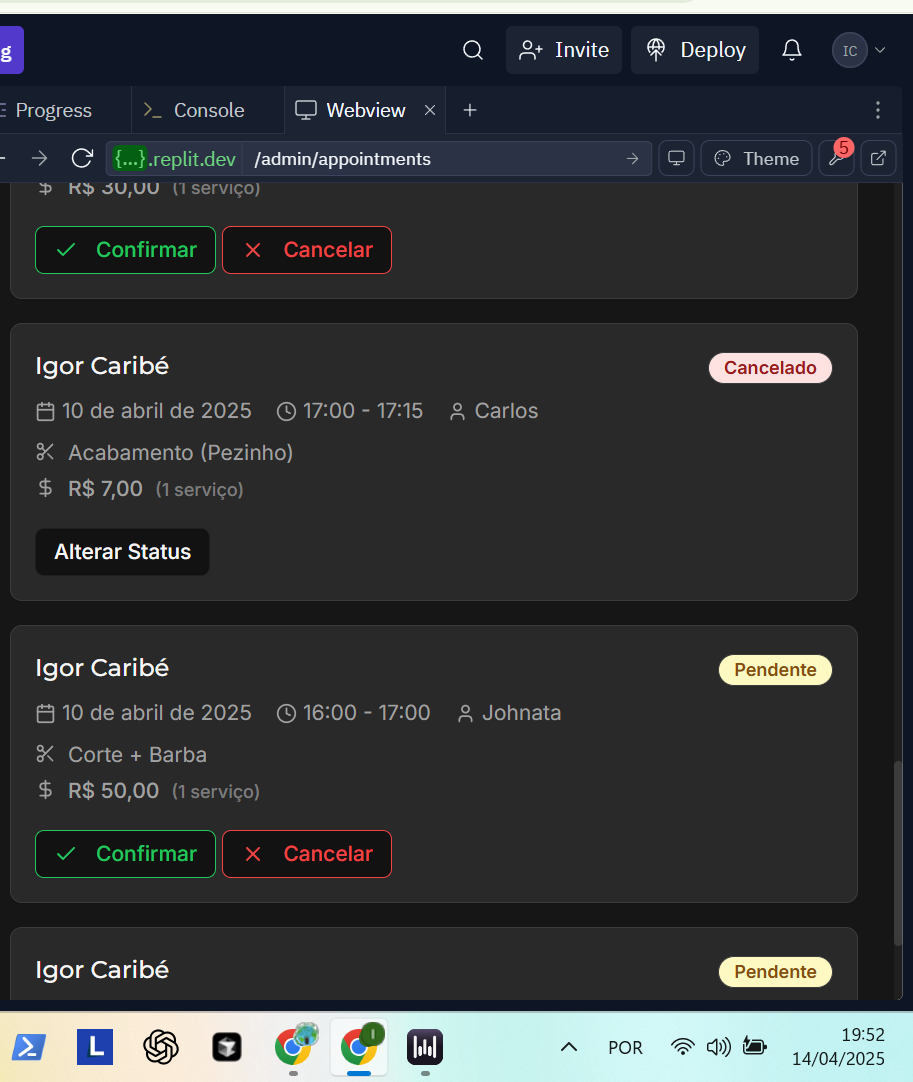 g
Invite
Deploy
IC
Progress
Console
Webview
{...}.replit.dev
/admin/appointments
Theme
5
R$ 30,00 (1 serviço)
Confirmar
Cancelar
Igor Caribé
Cancelado
10 de abril de 2025
17:00 - 17:15
Carlos
Acabamento (Pezinho)
R$ 7,00 (1 serviço)
Alterar Status
Igor Caribé
Pendente
10 de abril de 2025
16:00 - 17:00
Johnata
Corte + Barba
R$ 50,00 (1 serviço)
Confirmar
Cancelar
Igor Caribé
Pendente
L
I
POR
19:52
14/04/2025